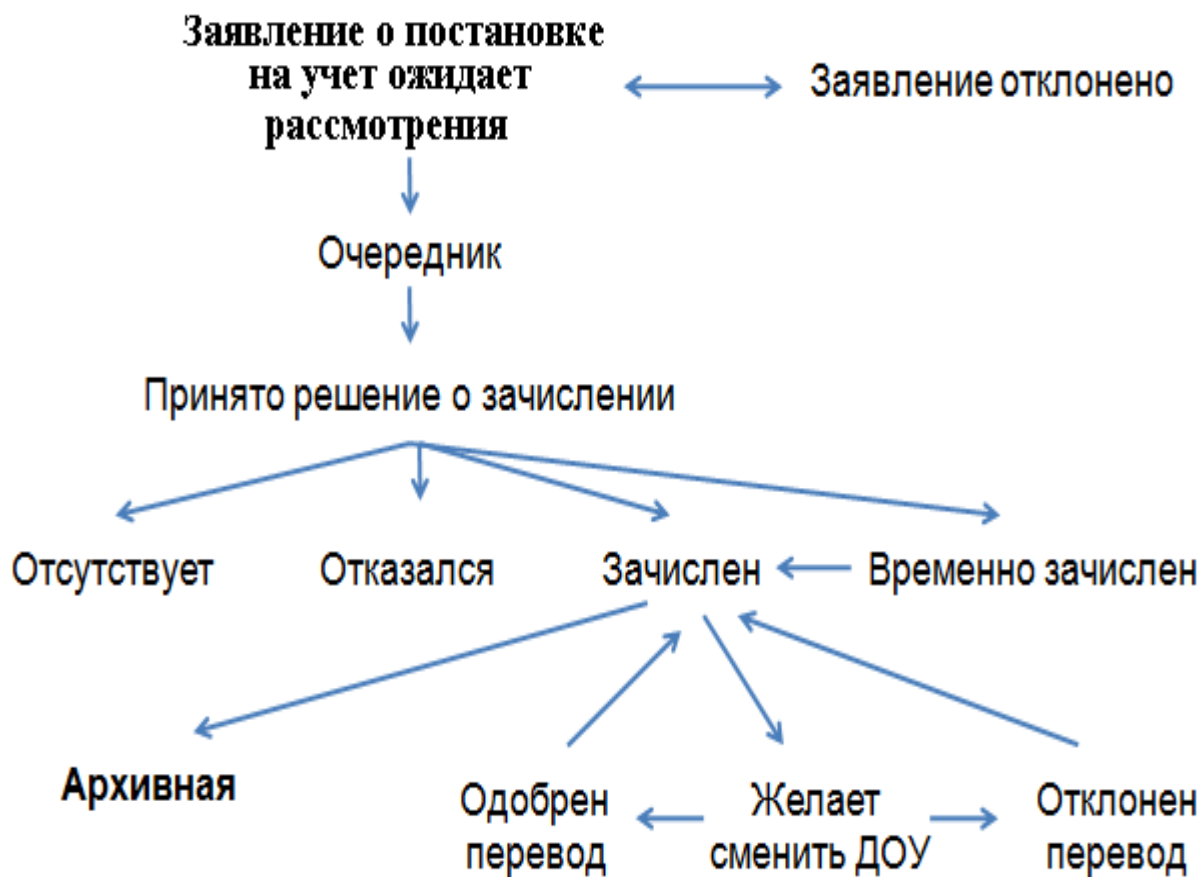 Заявление о постановке
на учет ожидает
рассмотрения
Заявление отклонено
Очередник
Принято решение о зачислении
Отсутствует
Отказался
Зачислен
Временно зачислен
Архивная
Одобрен
перевод
Желает
сменить ДОУ
Отклонен
перевод